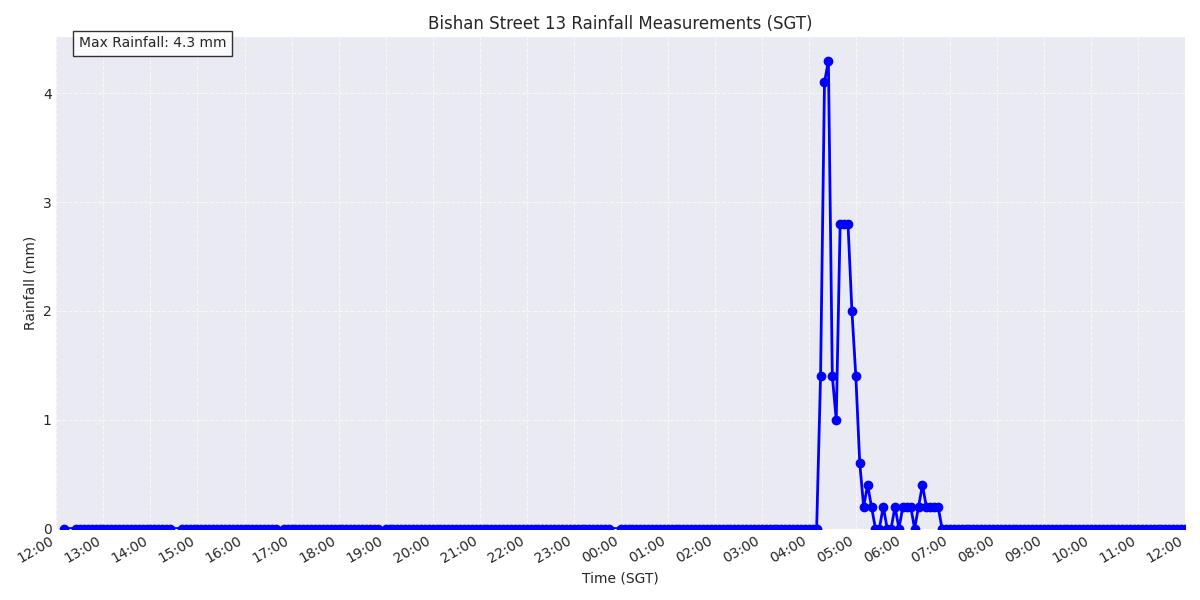 Bishan Street 13 Rainfall Measurements (SGT)
Max Rainfall: 4.3 mm
Rainfall (mm)
4
3
2
1
0
12:00 13:00 14:00 15:00 16:00 17:00 18:00 19:00 20:00 21:00 22:00 23:00 00:00 01:00 02:00 03:00 04:00 05:00 06:00 07:00 08:00 09:00 10:00 11:00 12:00
Time (SGT)